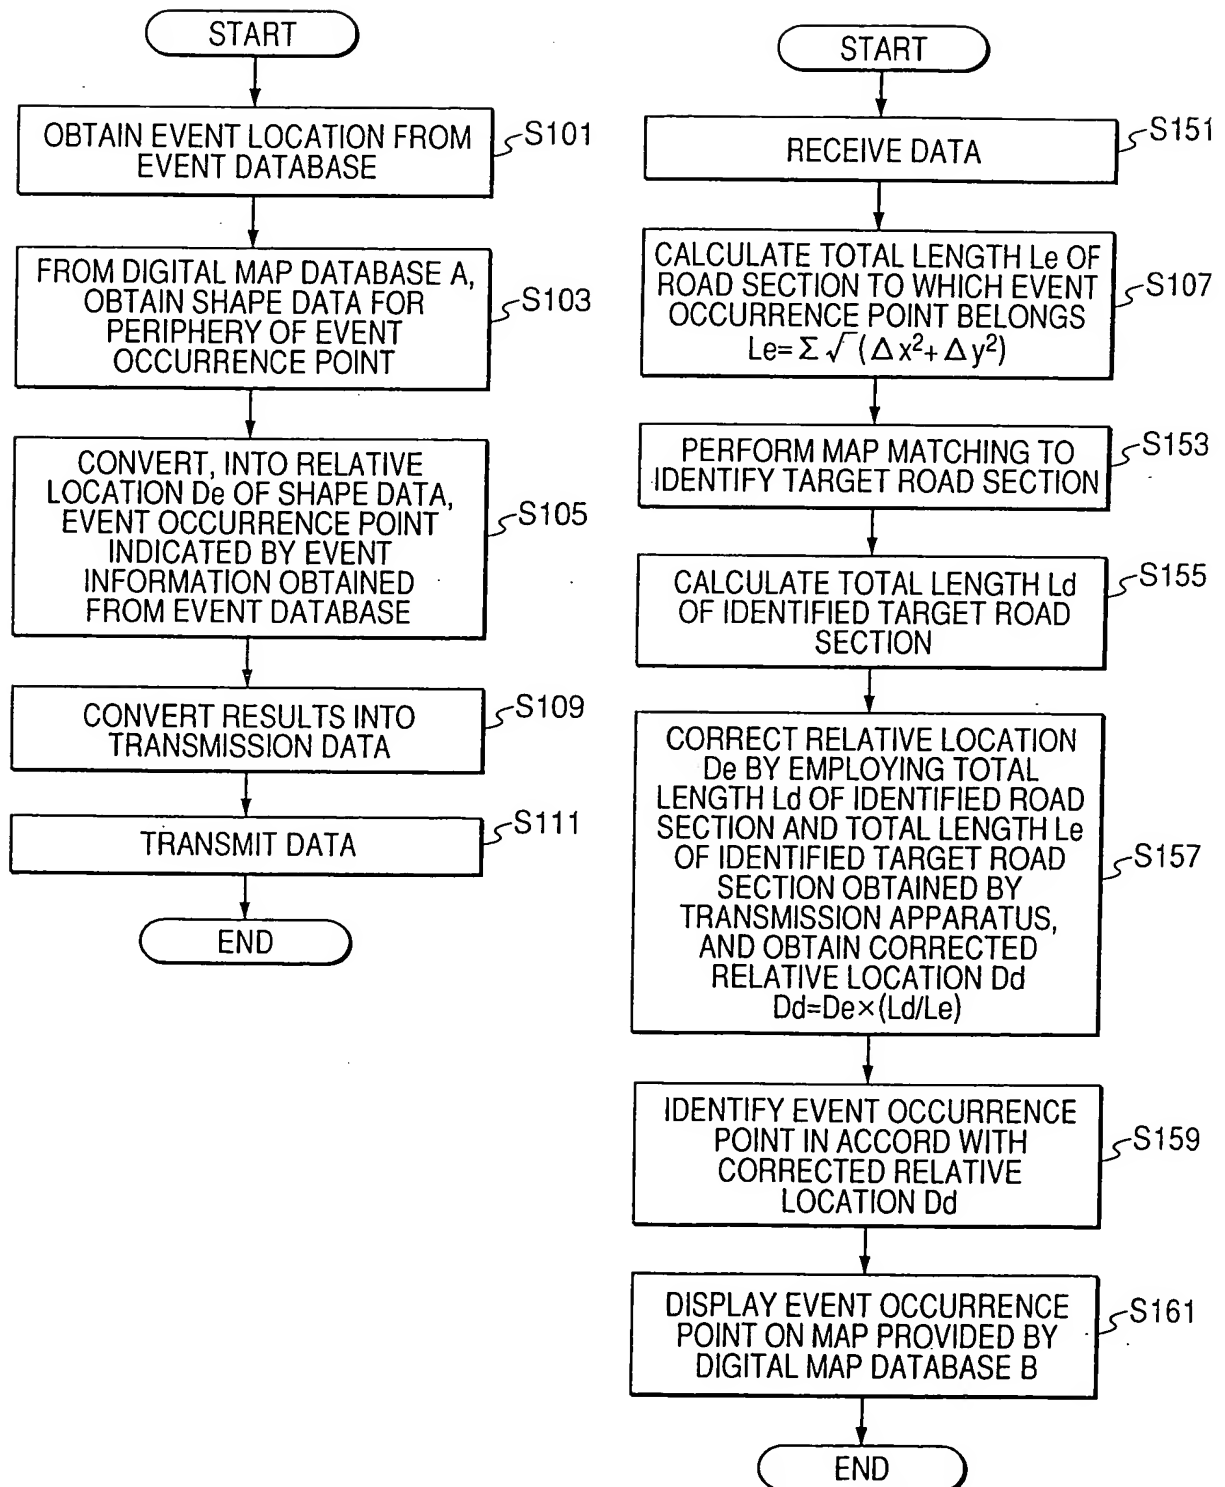 START
OBTAIN EVENT LOCATION FROM
EVENT DATABASE
S101
FROM DIGITAL MAP DATABASE A,
OBTAIN SHAPE DATA FOR
PERIPHERY OF EVENT
OCCURRENCE POINT
S103
CONVERT, INTO RELATIVE
LOCATION De OF SHAPE DATA,
EVENT OCCURRENCE POINT
INDICATED BY EVENT
INFORMATION OBTAINED
FROM EVENT DATABASE
S105
CONVERT RESULTS INTO
TRANSMISSION DATA
S109
TRANSMIT DATA
S111
END
START
RECEIVE DATA
S151
CALCULATE TOTAL LENGTH Le OF
ROAD SECTION TO WHICH EVENT
OCCURRENCE POINT BELONGS
Le=Σ√(Δx²+Δy²)
S107
PERFORM MAP MATCHING TO
IDENTIFY TARGET ROAD SECTION
S153
CALCULATE TOTAL LENGTH Ld
OF IDENTIFIED TARGET ROAD
SECTION
S155
CORRECT RELATIVE LOCATION
De BY EMPLOYING TOTAL
LENGTH Ld OF IDENTIFIED ROAD
SECTION AND TOTAL LENGTH Le
OF IDENTIFIED TARGET ROAD
SECTION OBTAINED BY
TRANSMISSION APPARATUS,
AND OBTAIN CORRECTED
RELATIVE LOCATION Dd
Dd=De×(Ld/Le)
S157
IDENTIFY EVENT OCCURRENCE
POINT IN ACCORD WITH
CORRECTED RELATIVE
LOCATION Dd
S159
DISPLAY EVENT OCCURRENCE
POINT ON MAP PROVIDED BY
DIGITAL MAP DATABASE B
S161
END